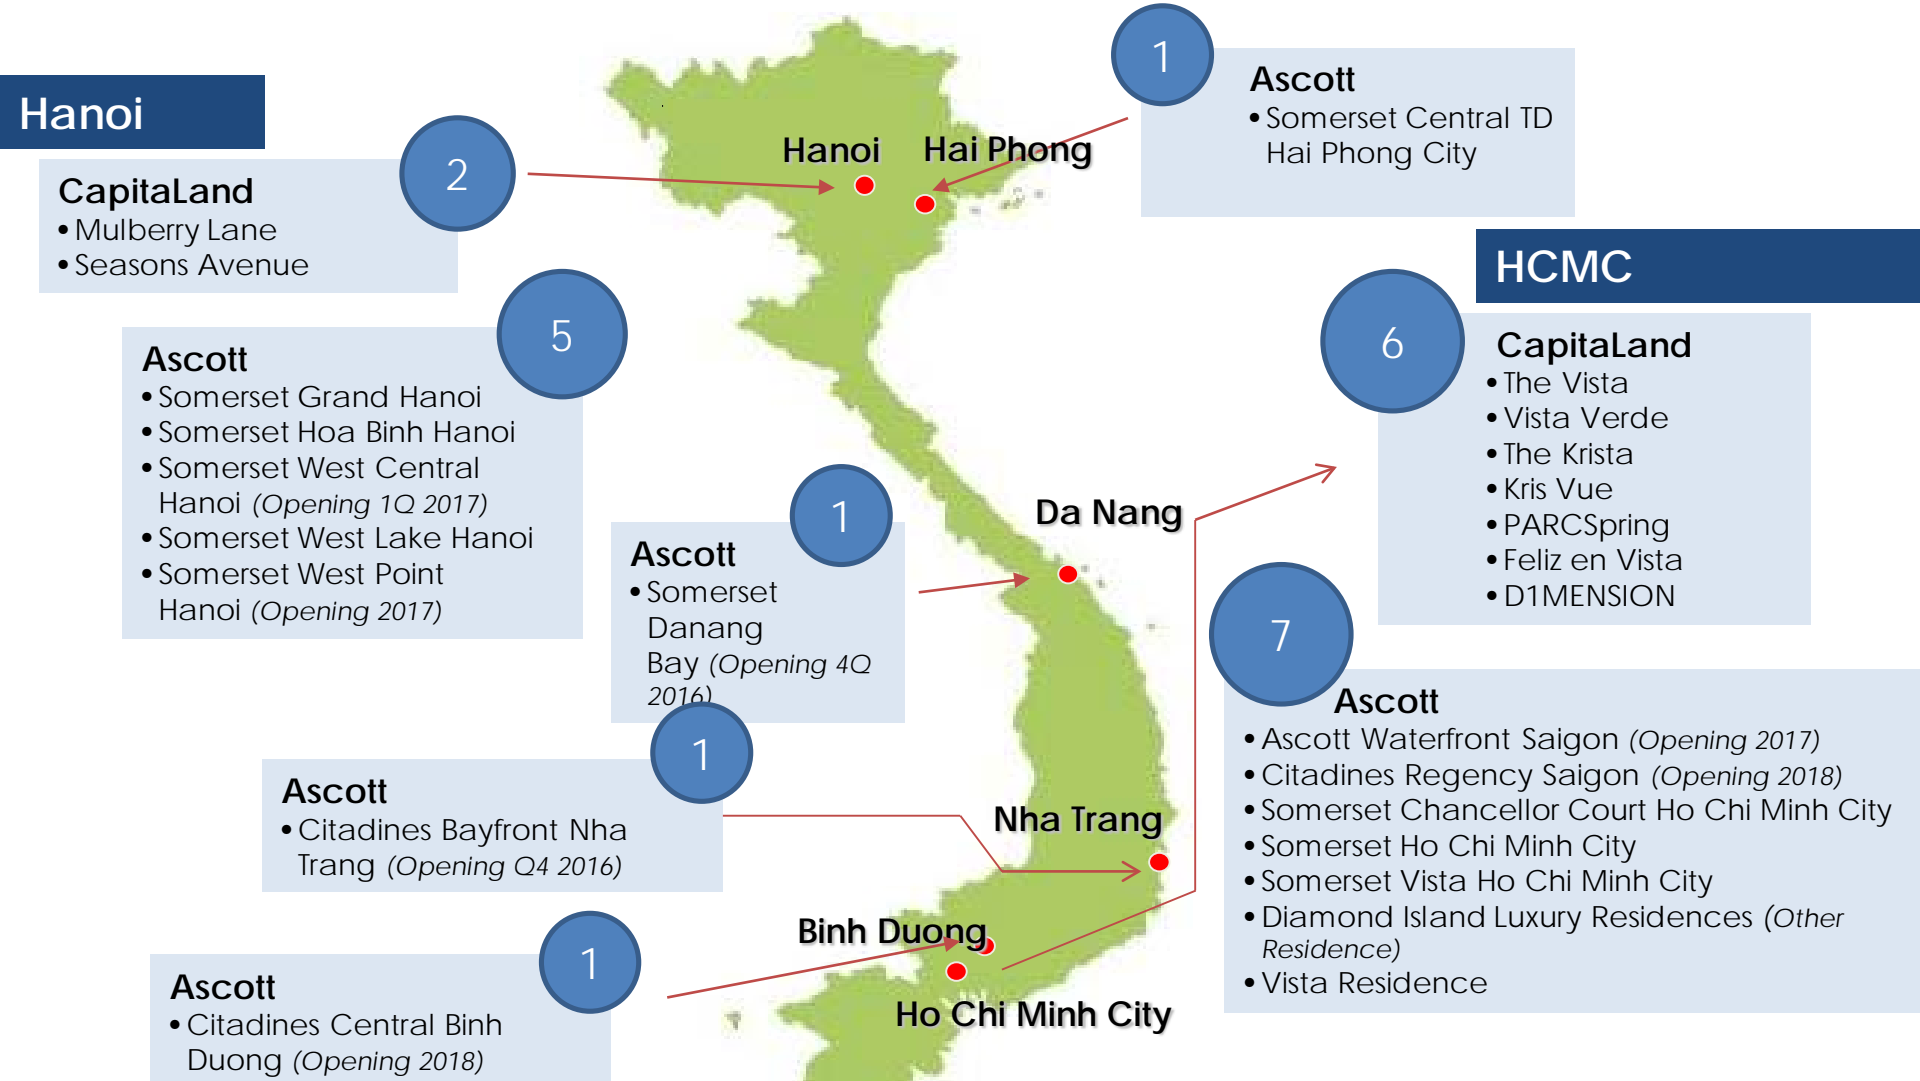 Hanoi
2
CapitaLand
• Mulberry Lane
• Seasons Avenue
5
Ascott
• Somerset Grand Hanoi
• Somerset Hoa Binh Hanoi
• Somerset West Central
Hanoi (Opening 1Q 2017)
• Somerset West Lake Hanoi
• Somerset West Point
Hanoi (Opening 2017)
1
Ascott
• Somerset
Danang
Bay (Opening 4Q
2016)
1
Ascott
• Citadines Bayfront Nha
Trang (Opening Q4 2016)
1
Ascott
• Citadines Central Binh
Duong (Opening 2018)
Hanoi
Hai Phong
Da Nang
Nha Trang
Binh Duong
Ho Chi Minh City
1
Ascott
• Somerset Central TD
Hai Phong City
HCMC
6
CapitaLand
• The Vista
• Vista Verde
• The Krista
• Kris Vue
• PARCSpring
• Feliz en Vista
• D1MENSION
7
Ascott
• Ascott Waterfront Saigon (Opening 2017)
• Citadines Regency Saigon (Opening 2018)
• Somerset Chancellor Court Ho Chi Minh City
• Somerset Ho Chi Minh City
• Somerset Vista Ho Chi Minh City
• Diamond Island Luxury Residences (Other
Residence)
• Vista Residence